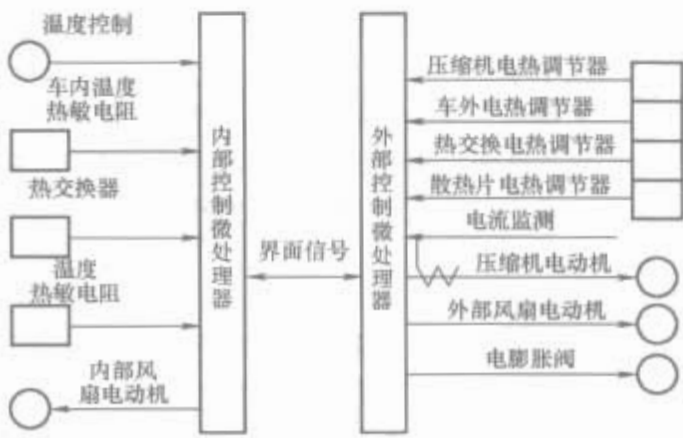 温度控制
车内温度
热敏电阻
热交换器
温度
热敏电阻
内部风
扇电动机
内部控制微处理器
界面信号
外部控制微处理器
压缩机电热调节器
车外电热调节器
热交换电热调节器
散热片电热调节器
电流监测
压缩机电动机
外部风扇电动机
电膨胀阀